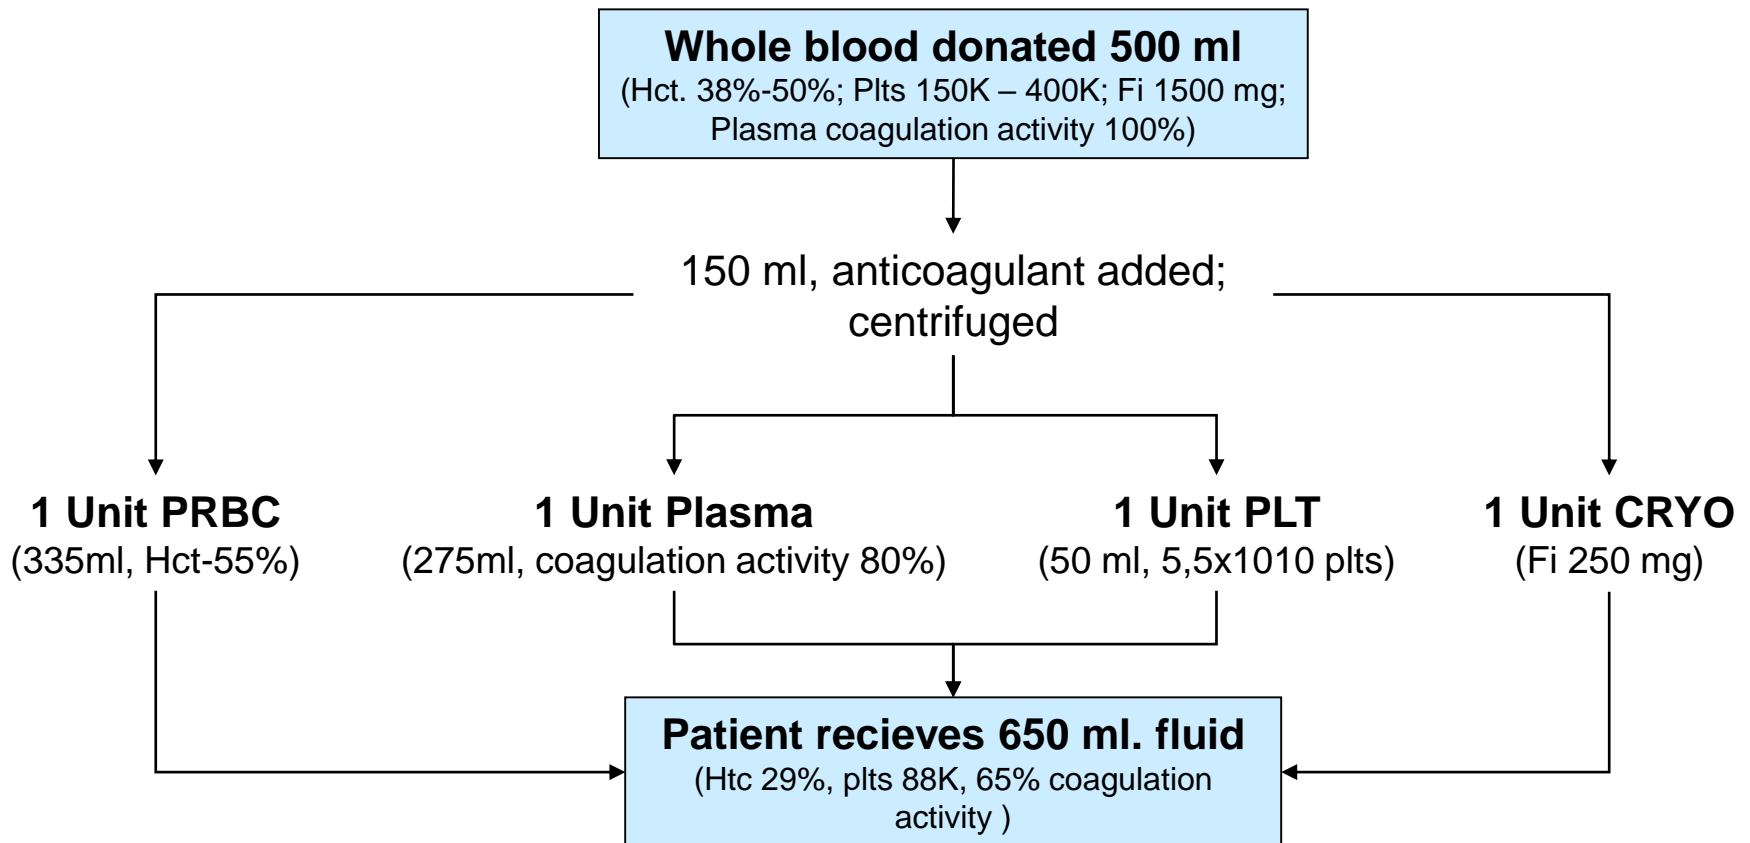 Whole blood donated 500 ml
(Hct. 38%-50%; Plts 150K – 400K; Fi 1500 mg;
Plasma coagulation activity 100%)
150 ml, anticoagulant added;
centrifuged
1 Unit PRBC
(335ml, Hct-55%)
1 Unit Plasma
(275ml, coagulation activity 80%)
1 Unit PLT
(50 ml, 5,5x1010 plts)
1 Unit CRYO
(Fi 250 mg)
Patient recieves 650 ml. fluid
(Htc 29%, plts 88K, 65% coagulation
activity )